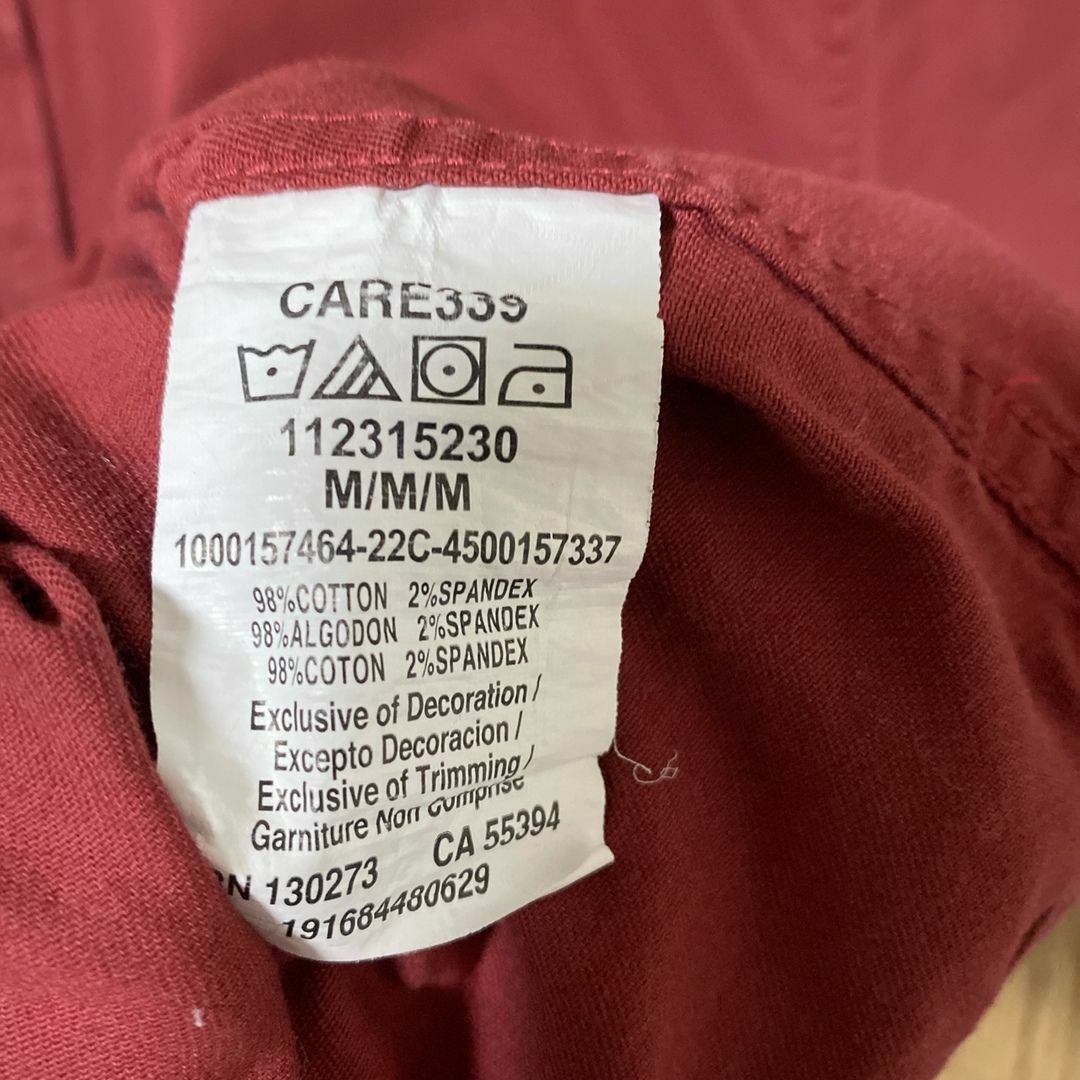 CARE339
112315230
M/M/M
1000157464-22C-4500157337
98%COTTON 2%SPANDEX
98%ALGODON 2%SPANDEX
98%COTON 2%SPANDEX
Exclusive of Decoration /
Excepto Decoracion /
Exclusive of Trimming /
Garniture Non Comprise
130273 CA 55394
191684480629